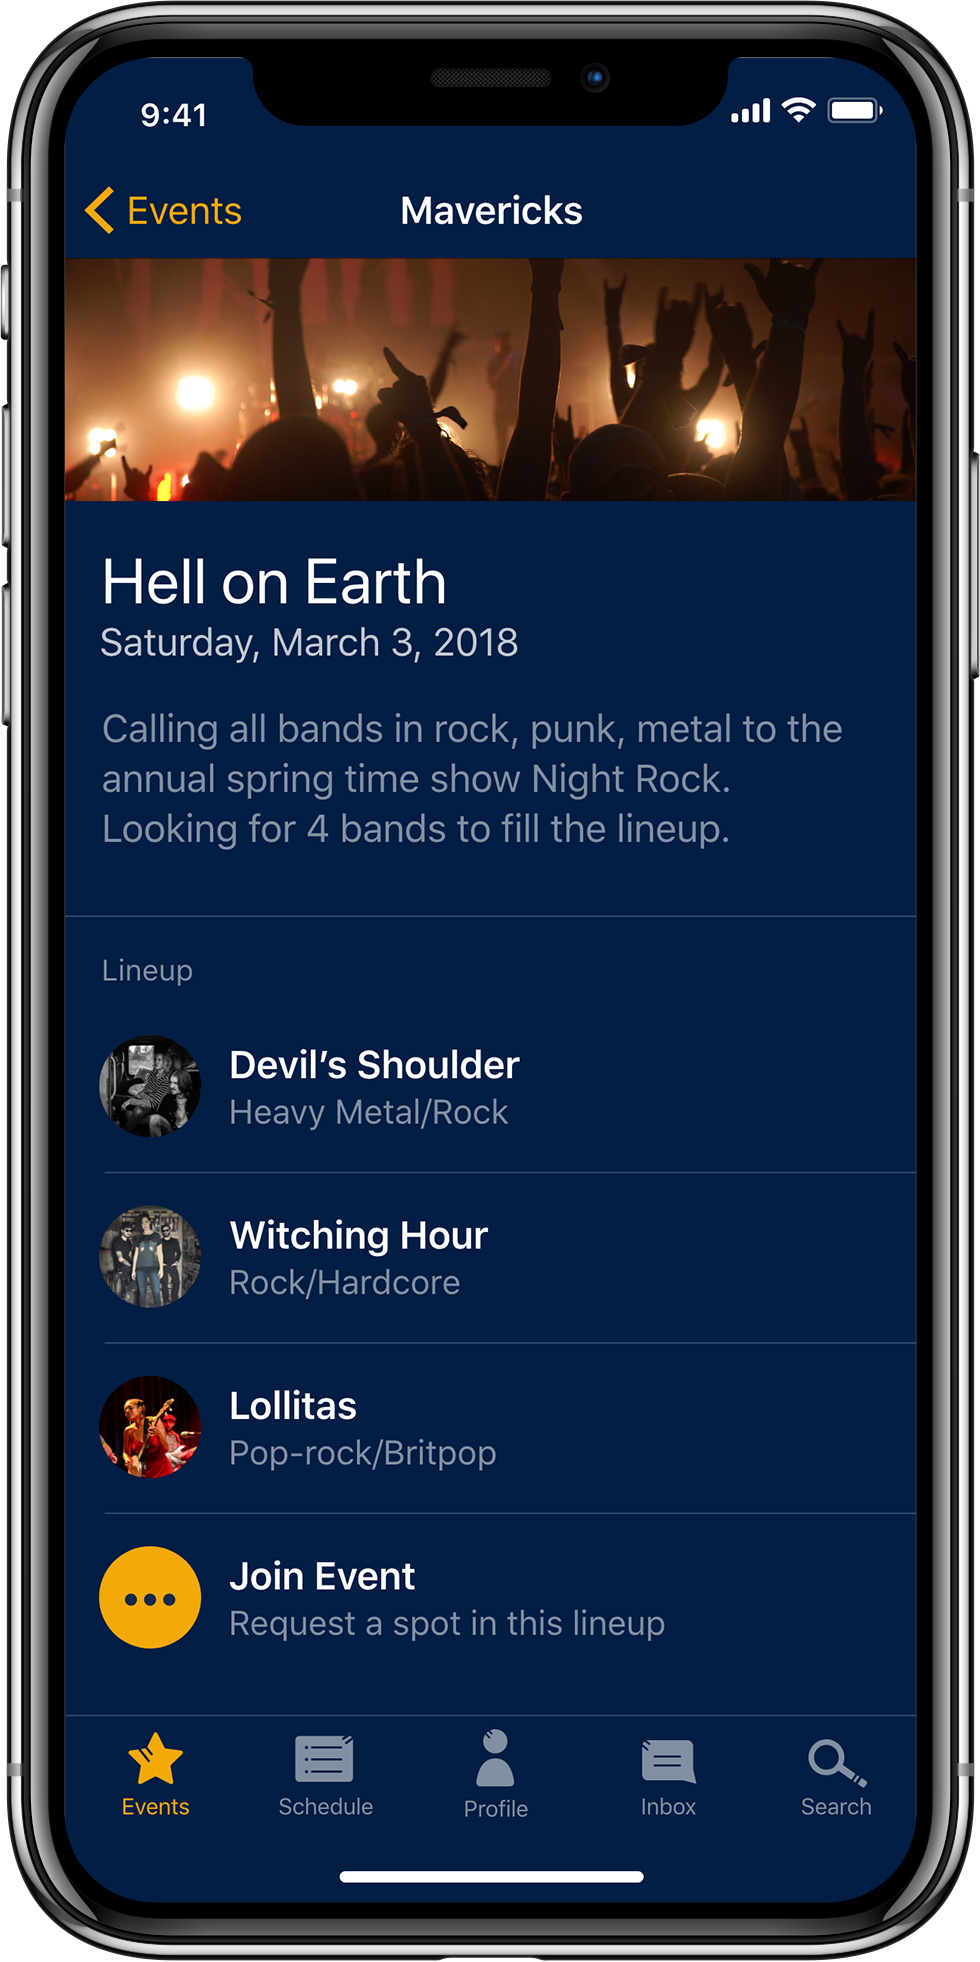 9:41
Events
Mavericks
Hell on Earth
Saturday, March 3, 2018
Calling all bands in rock, punk, metal to the
annual spring time show Night Rock.
Looking for 4 bands to fill the lineup.
Lineup
Devil’s Shoulder
Heavy Metal/Rock
Witching Hour
Rock/Hardcore
Lollitas
Pop-rock/Britpop
Join Event
Request a spot in this lineup
Events
Schedule
Profile
Inbox
Search